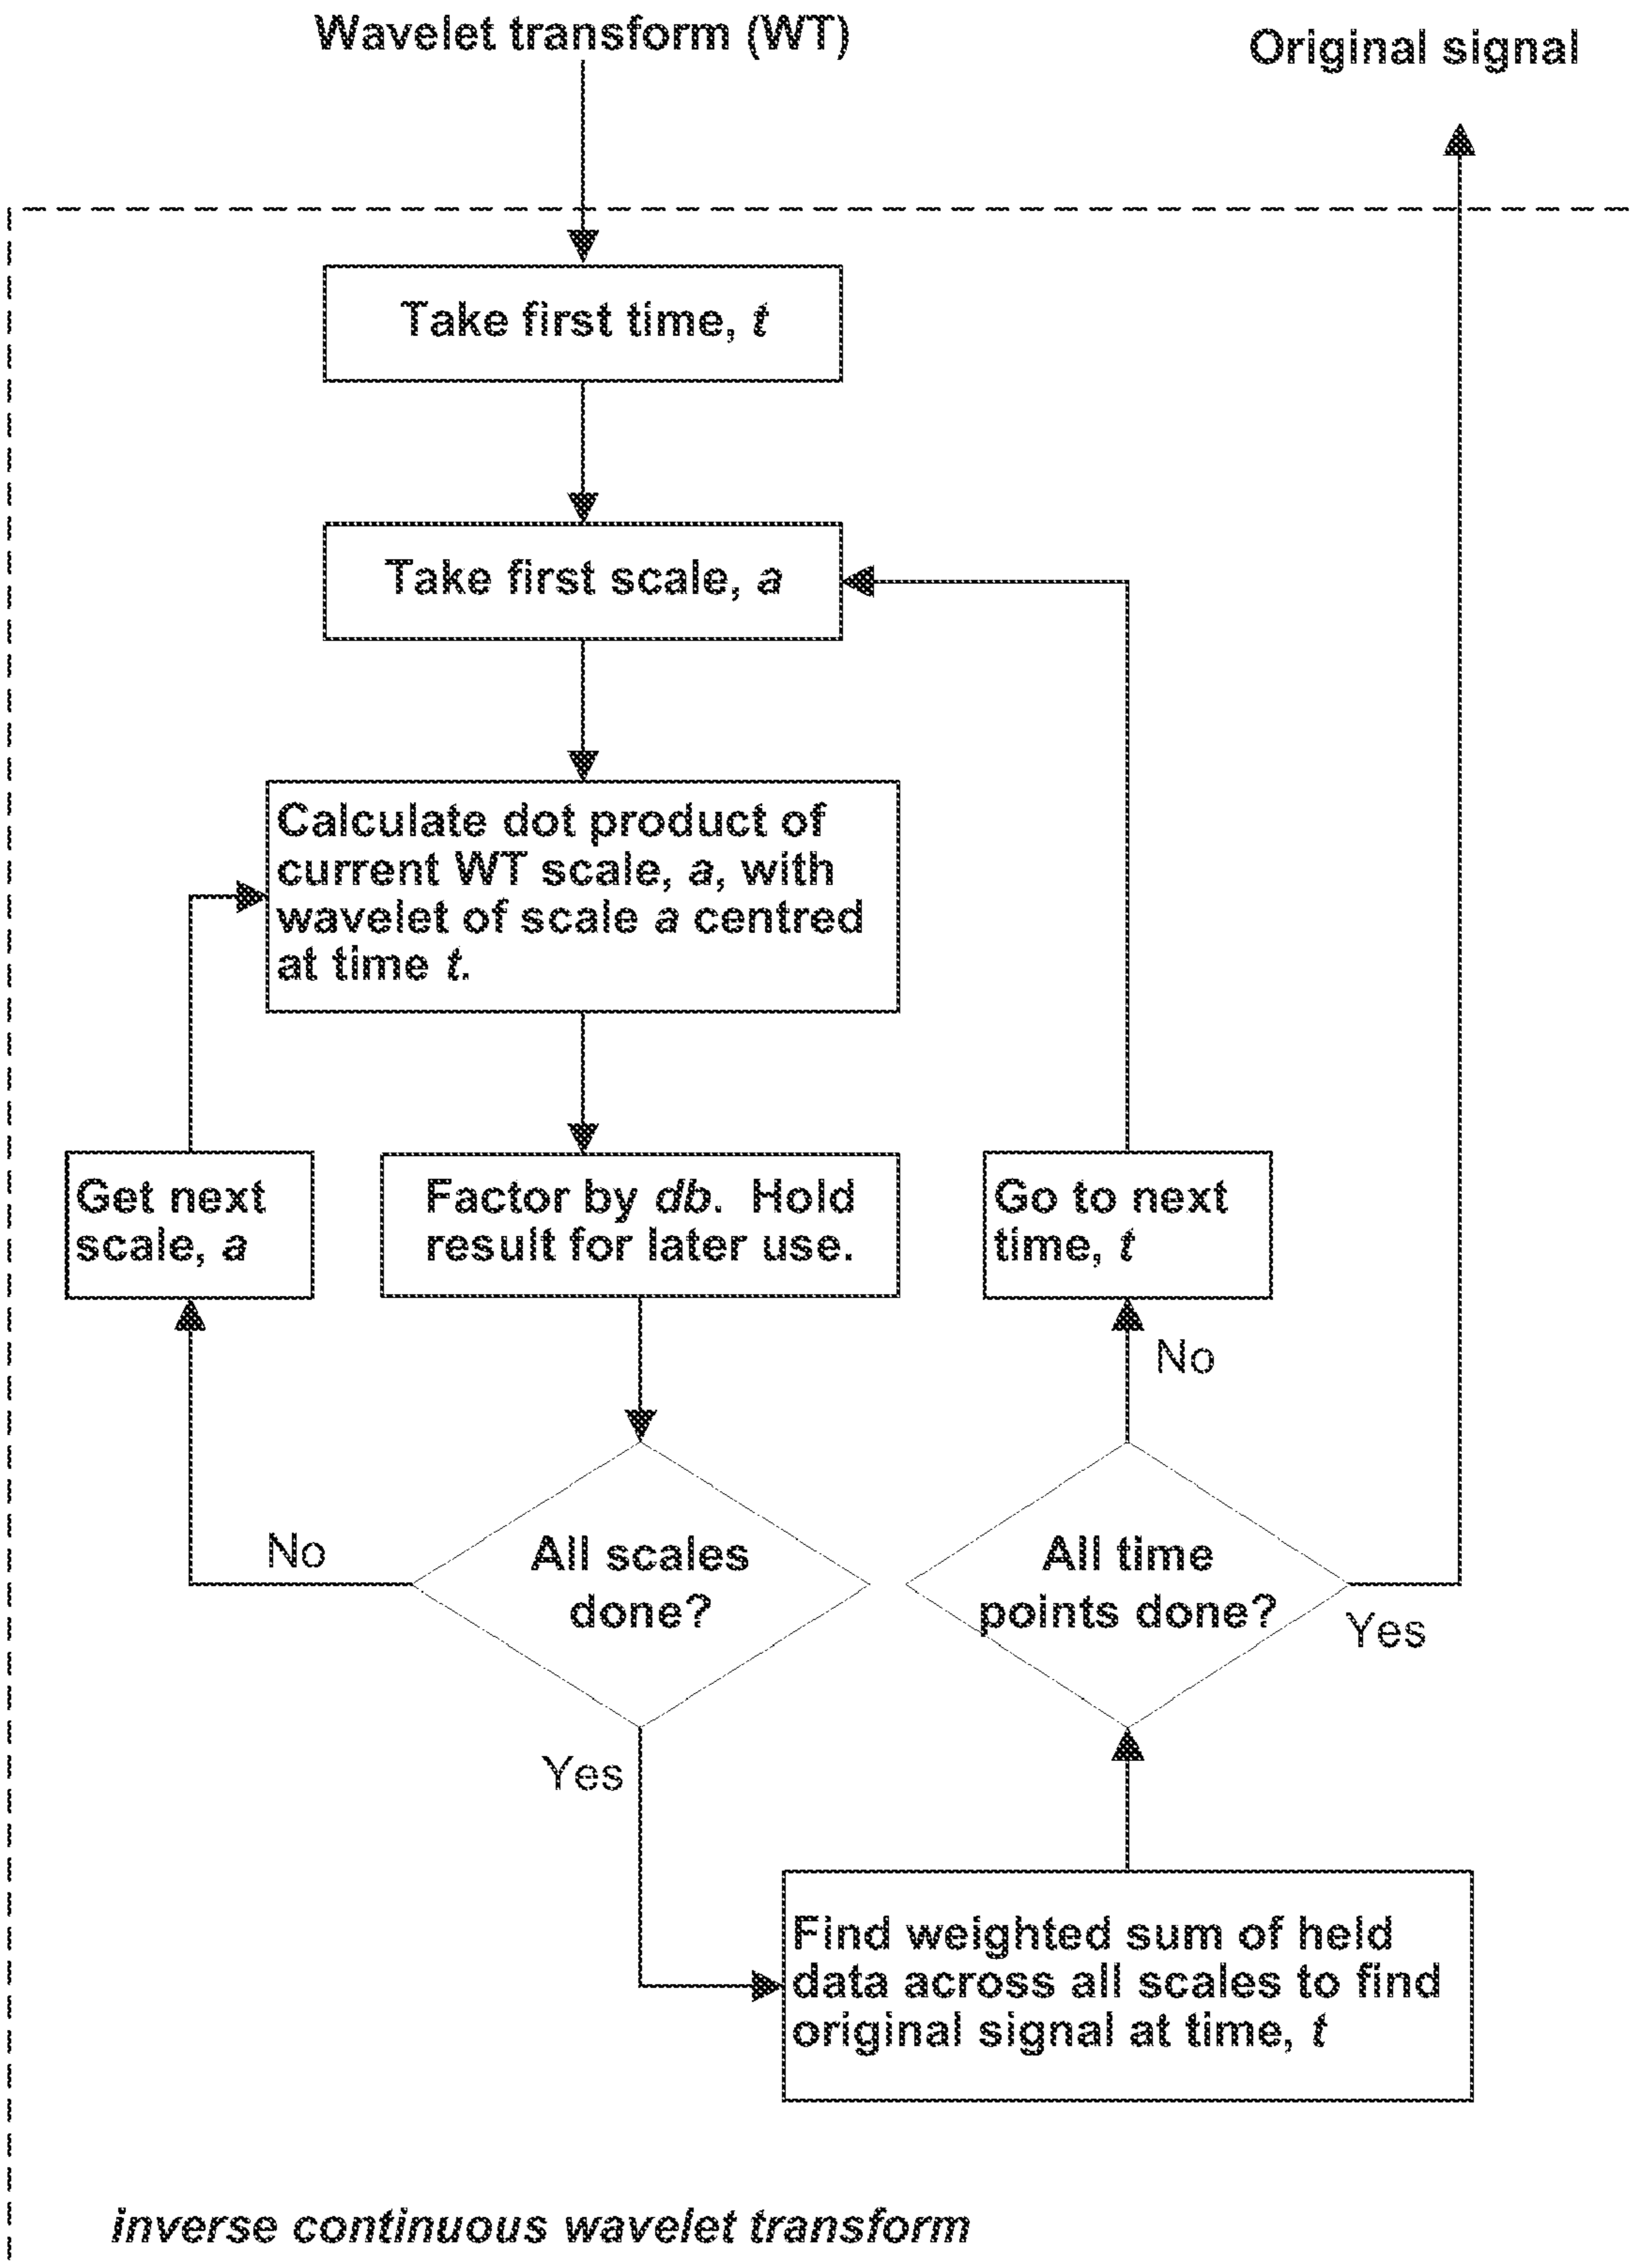 Wavelet transform (WT)
Original signal
Take first time, t
Take first scale, a
Calculate dot product of
current WT scale, a, with
wavelet of scale a centred
at time t.
Get next
scale, a
Factor by db. Hold
result for later use.
Go to next
time, t
No
No
All scales
done?
All time
points done?
Yes
Yes
Find weighted sum of held
data across all scales to find
original signal at time, t
inverse continuous wavelet transform